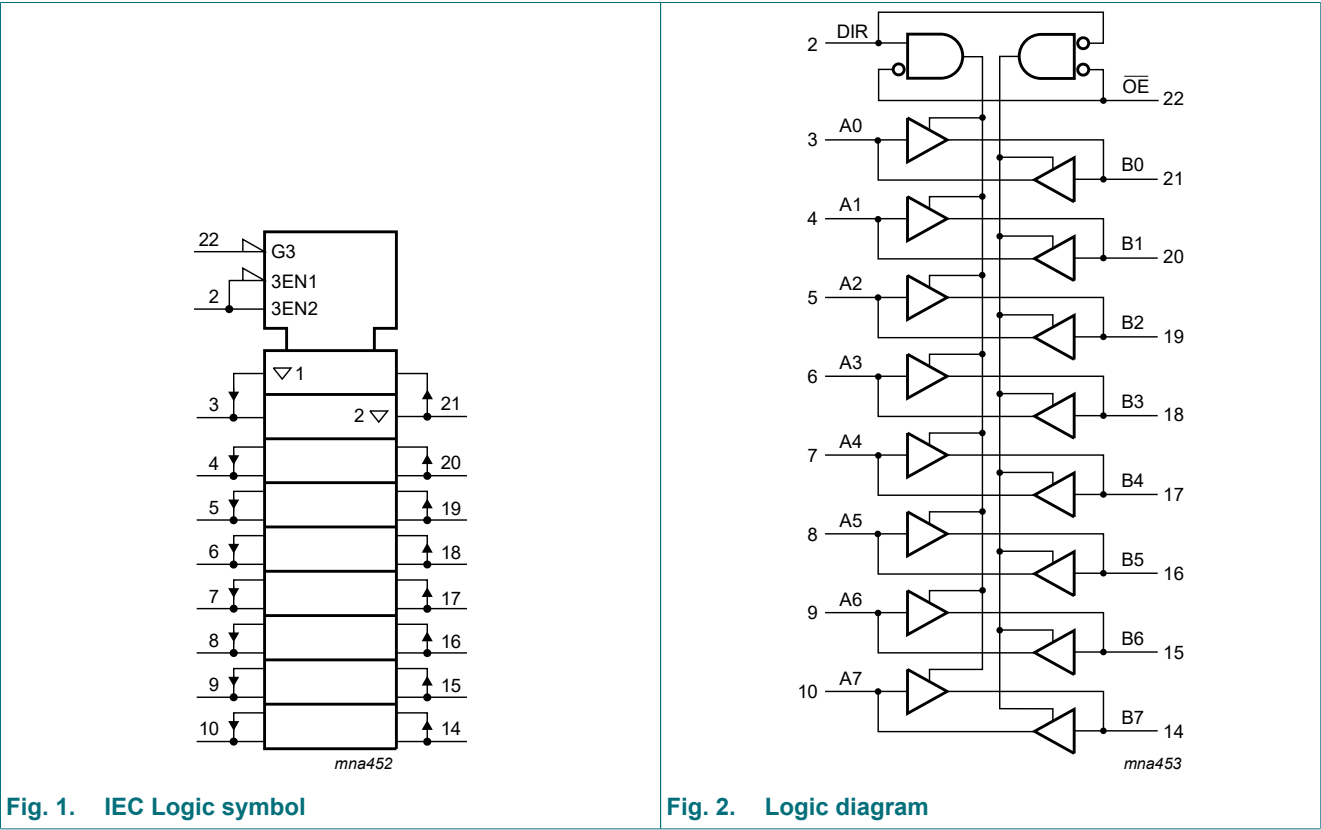 22
G3
3EN1
2
3EN2
1
3
2
21
4
20
5
19
6
18
7
17
8
16
9
15
10
14
mna452
Fig. 1. IEC Logic symbol
2 DIR
OE
22
3 A0
B0
21
4 A1
B1
20
5 A2
B2
19
6 A3
B3
18
7 A4
B4
17
8 A5
B5
16
9 A6
B6
15
10 A7
B7
14
mna453
Fig. 2. Logic diagram